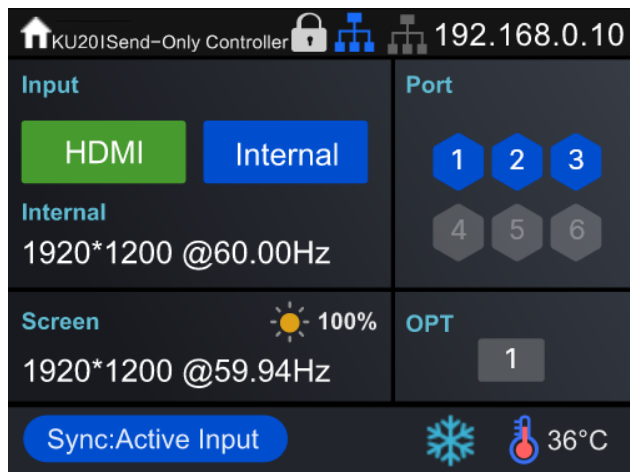 KU20ISend-Only Controller 192.168.0.10
Input
HDMI Internal
Internal
1920*1200 @60.00Hz
Port
1 2 3
4 5 6
Screen 100%
1920*1200 @59.94Hz
OPT
1
Sync:Active Input 36°C